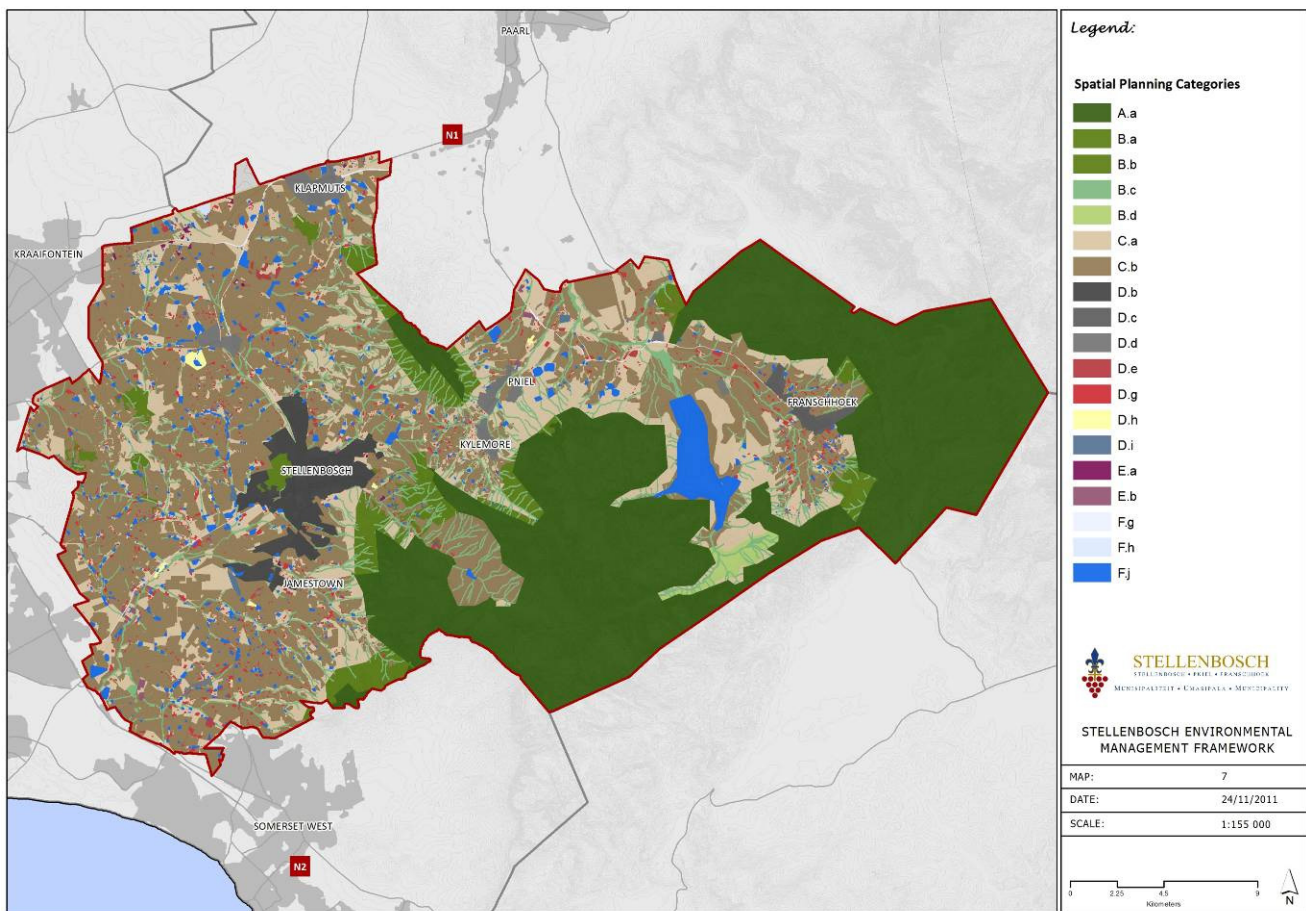 PAARL
N1
KLAPMUTS
KRAAIFONTEIN
PNIEL
FRANSCHHOEK
KYLEMORE
STELLENBOSCH
JAMESTOWN
SOMERSET WEST
N2
Legend:
Spatial Planning Categories
A.a
B.a
B.b
B.c
B.d
C.a
C.b
D.b
D.c
D.d
D.e
D.g
D.h
D.i
E.a
E.b
F.g
F.h
F.j
STELLENBOSCH
STELLENBOSCH • PNIEL • FRANSCHHOEK
MUNISIPALITEIT • UMASIPALA • MUNICIPALITY
STELLENBOSCH ENVIRONMENTAL
MANAGEMENT FRAMEWORK
MAP: 7
DATE: 24/11/2011
SCALE: 1:155 000
0 2.25 4.5 9
Kilometers
N